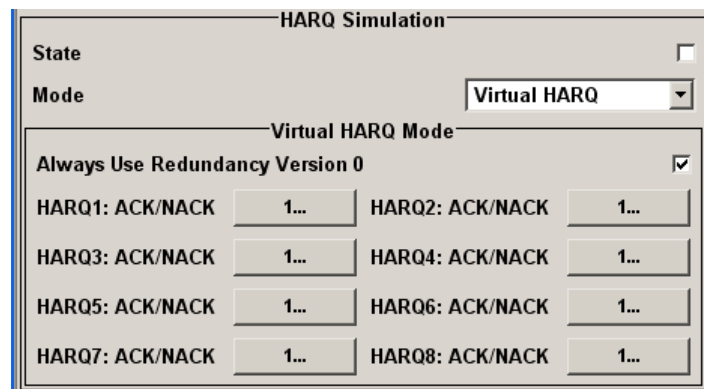 HARQ Simulation
State
Mode Virtual HARQ
Virtual HARQ Mode
Always Use Redundancy Version 0
HARQ1: ACK/NACK 1... HARQ2: ACK/NACK 1...
HARQ3: ACK/NACK 1... HARQ4: ACK/NACK 1...
HARQ5: ACK/NACK 1... HARQ6: ACK/NACK 1...
HARQ7: ACK/NACK 1... HARQ8: ACK/NACK 1...